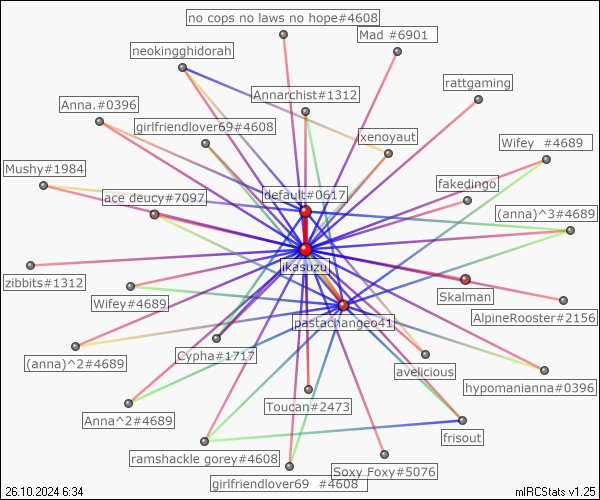 no cops no laws no hope#4608
Mad #6901
neokingghidorah
rattgaming
Annarchist#1312
Anna.#0396
girlfriendlover69#4608
xenoyaut
Wifey #4689
Mushy#1984
fakedingo
default#0617
ace deucy#7097
(anna)^3#4689
jkasuzu
zibbits#1312
Skalman
Wifey#4689
AlpineRooster#2156
pastachangeo41
Cypha#1717
(anna)^2#4689
avelicious
hypomanianna#0396
Toucan#2473
Anna^2#4689
frisout
ramshackle gorey#4608
Soxy Foxy#5076
girlfriendlover69 #4608
26.10.2024 6:34
mIRCStats v1.25